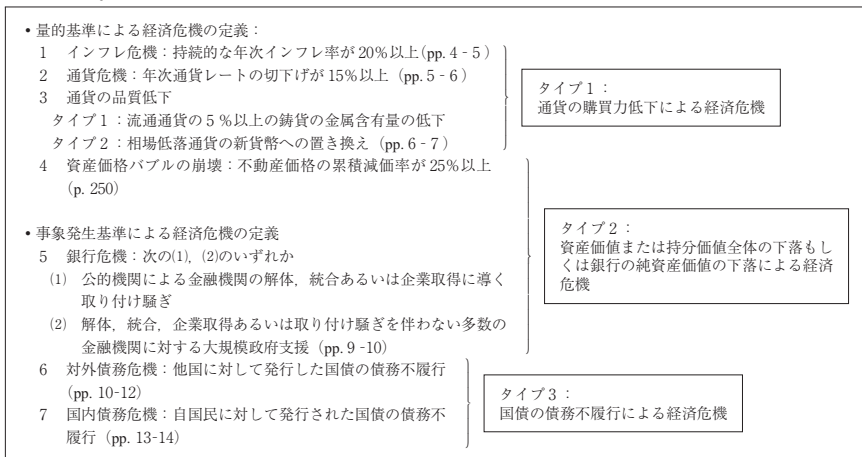 ・量的基準による経済危機の定義：
1　インフレ危機：持続的な年次インフレ率が20％以上（pp. 4 - 5）
2　通貨危機：年次通貨レートの切下げが15％以上（pp. 5 - 6）
3　通貨の品質低下
タイプ1：流通通貨の5％以上の鋳貨の金属含有量の低下
タイプ2：相場低落通貨の新貨幣への置き換え（pp. 6 - 7）
4　資産価格バブルの崩壊：不動産価格の累積減価率が25％以上
（p. 250）
・事象発生基準による経済危機の定義
5　銀行危機：次の⑴，⑵のいずれか
⑴　公的機関による金融機関の解体，統合あるいは企業取得に導く
取り付け騒ぎ
⑵　解体，統合，企業取得あるいは取り付け騒ぎを伴わない多数の
金融機関に対する大規模政府支援（pp. 9 -10）
6　対外債務危機：他国に対して発行した国債の債務不履行
（pp. 10-12）
7　国内債務危機：自国民に対して発行された国債の債務不
履行（pp. 13-14）
タイプ1：
通貨の購買力低下による経済危機
タイプ2：
資産価値または持分価値全体の下落もし
くは銀行の純資産価値の下落による経済
危機
タイプ3：
国債の債務不履行による経済危機